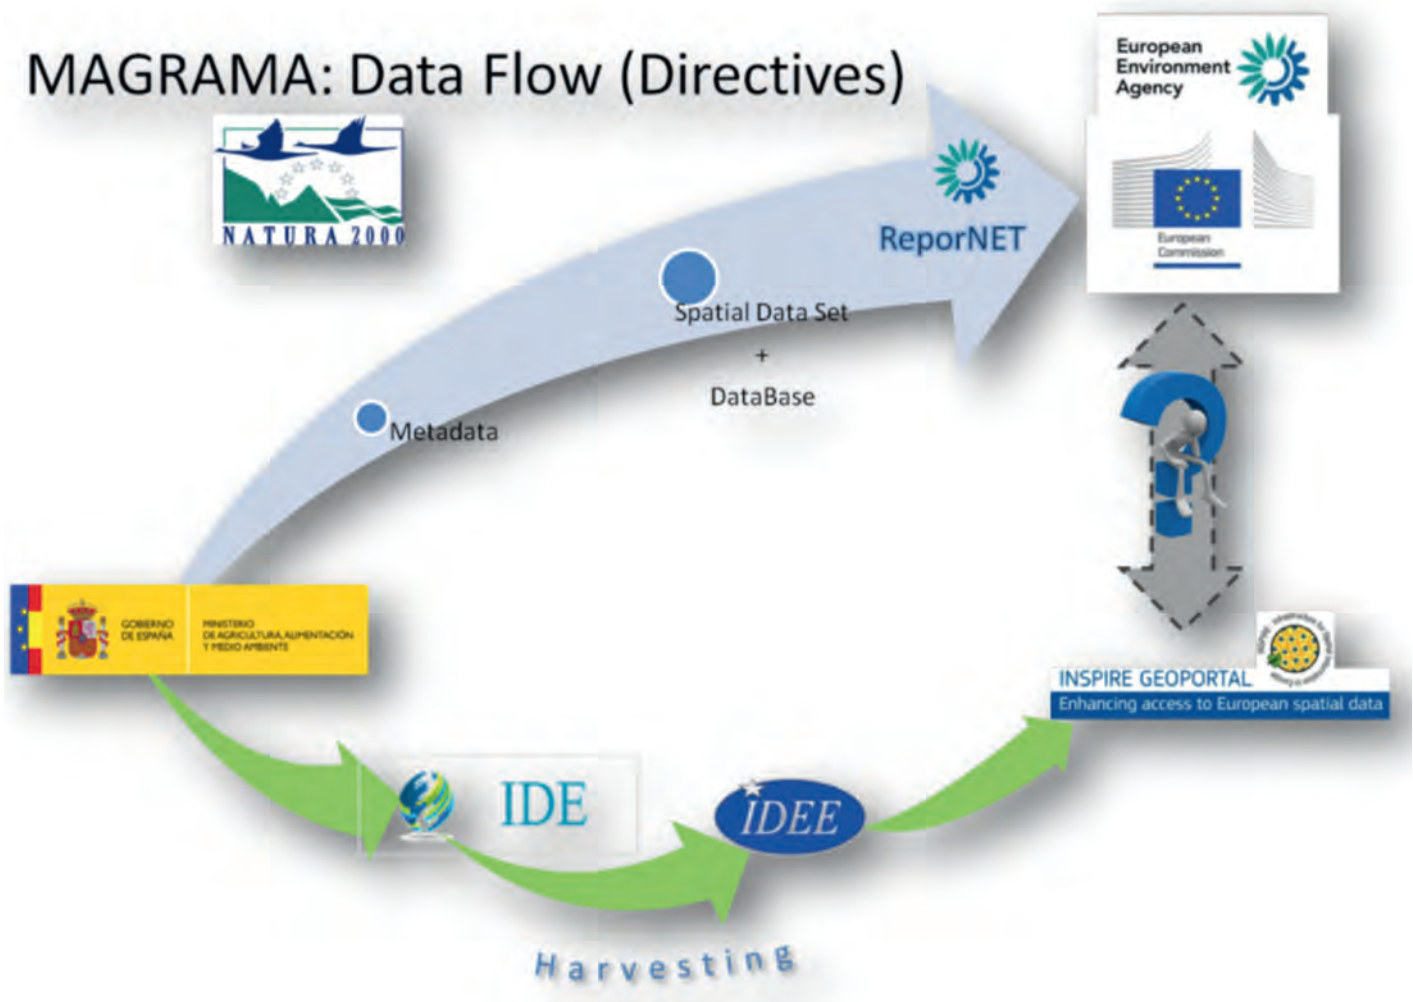 MAGRAMA: Data Flow (Directives)
European
Environment
Agency
NATURA 2000
ReporNET
European
Commission
Spatial Data Set
+
DataBase
Metadata
GOBIERNO
DE ESPAÑA
MINISTERIO
DE AGRICULTURA, ALIMENTACIÓN
Y MEDIO AMBIENTE
INSPIRE GEOPORTAL
Enhancing access to European spatial data
IDE
IDEE
Harvesting